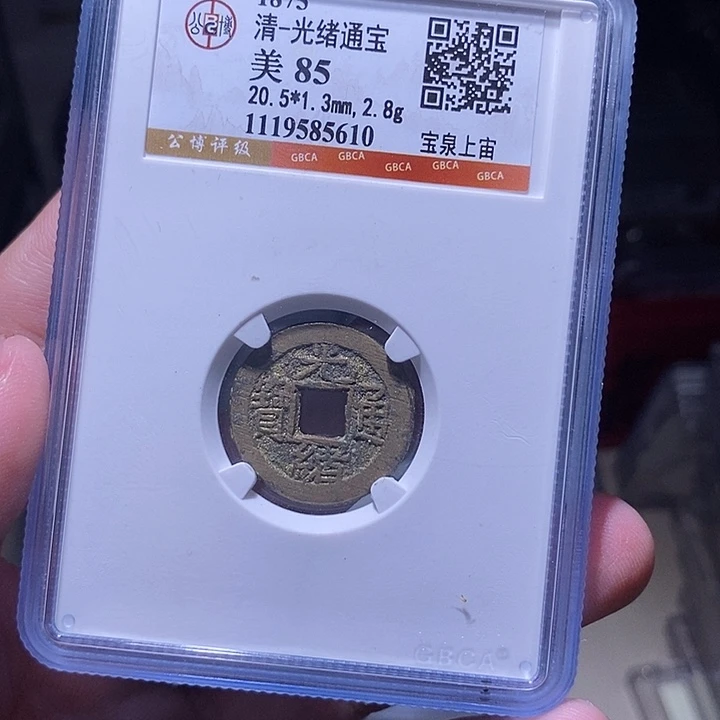 1875
清-光绪通宝
美 85
20.5*1.3mm, 2.8g
1119585610
宝泉上宙
公博评级
GBCA GBCA GBCA GBCA GBCA
光
寶 通
緒
GBCA